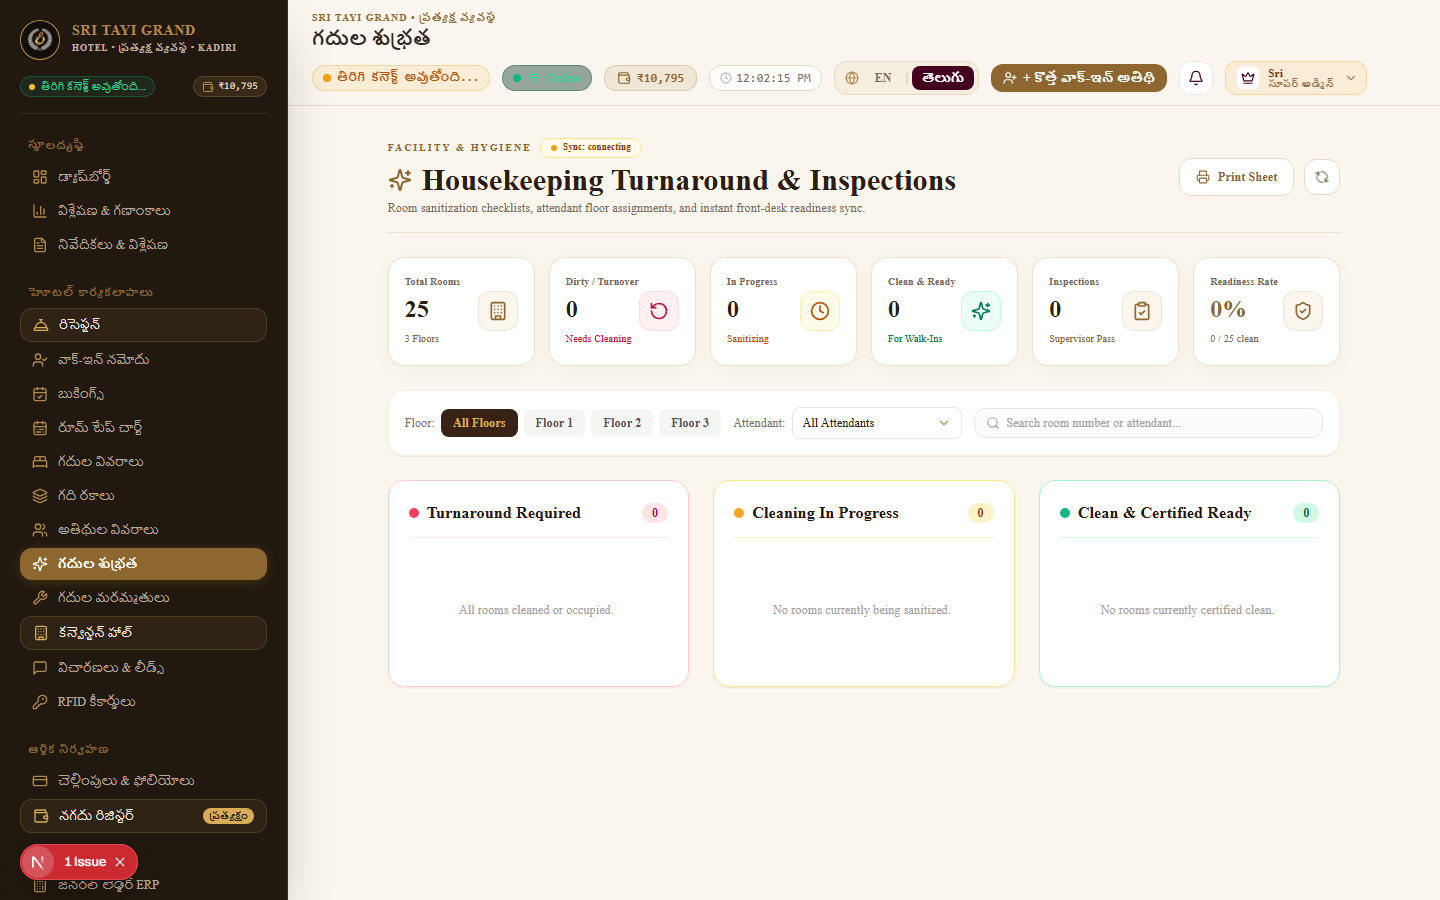 SRI TAYI GRAND
HOTEL • ప్రత్యక్ష వ్యవస్థ • KADIRI
తిరిగి కనెక్ట్ అవుతోంది...
₹10,795
స్థూలదృష్టి
డ్యాష్‌బోర్డ్
విశ్లేషణ & గణాంకాలు
నివేదికలు & విశ్లేషణ
హోటల్ కార్యకలాపాలు
రిసెప్షన్
వాక్-ఇన్ నమోదు
బుకింగ్స్
రూమ్ టేప్ చార్ట్
గదుల వివరాలు
గది రకాలు
అతిథుల వివరాలు
గదుల శుభ్రత
గదుల మరమ్మతులు
కన్వెన్షన్ హాల్
విచారణలు & లీడ్స్
RFID కీకార్డులు
ఆర్థిక నిర్వహణ
చెల్లింపులు & ఫోలియోలు
నగదు రిజిస్టర్
ప్రత్యక్షం
1 Issue
జనరల్ లెడ్జర్ ERP
SRI TAYI GRAND • ప్రత్యక్ష వ్యవస్థ
గదుల శుభ్రత
తిరిగి కనెక్ట్ అవుతోంది...
₹10,795
12:02:15 PM
EN | తెలుగు
+ కొత్త వాక్-ఇన్ అతిథి
Sri
సూపర్ అడ్మిన్
FACILITY & HYGIENE
Sync: connecting
Housekeeping Turnaround & Inspections
Room sanitization checklists, attendant floor assignments, and instant front-desk readiness sync.
Print Sheet
Total Rooms
25
3 Floors
Dirty / Turnover
0
Needs Cleaning
In Progress
0
Sanitizing
Clean & Ready
0
For Walk-Ins
Inspections
0
Supervisor Pass
Readiness Rate
0%
0 / 25 clean
Floor: All Floors Floor 1 Floor 2 Floor 3 Attendant: All Attendants
Search room number or attendant...
Turnaround Required 0
All rooms cleaned or occupied.
Cleaning In Progress 0
No rooms currently being sanitized.
Clean & Certified Ready 0
No rooms currently certified clean.